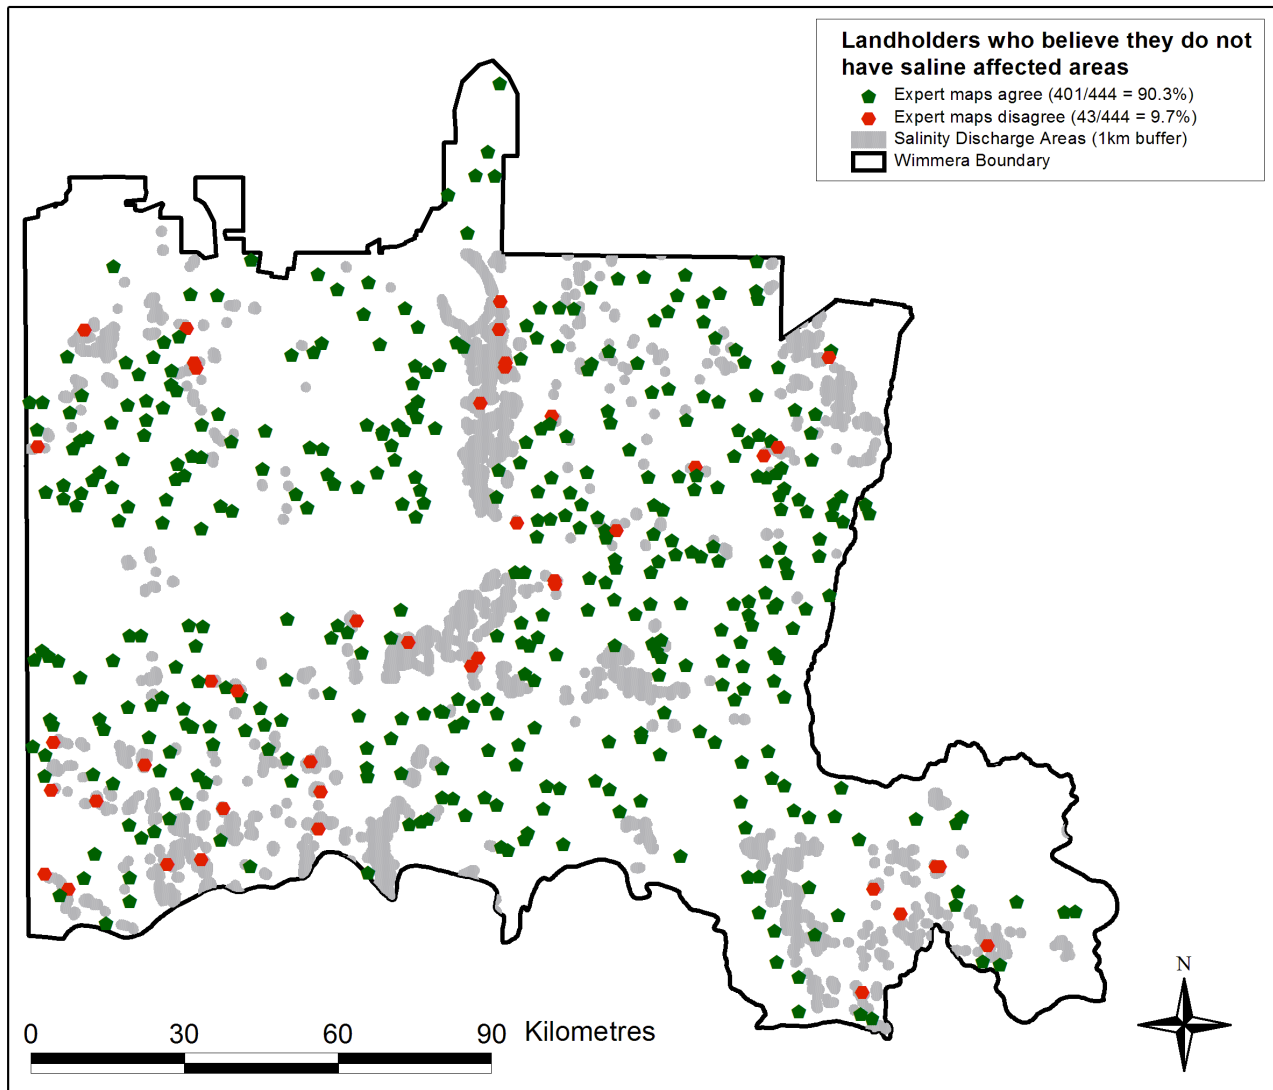 Landholders who believe they do not
have saline affected areas
Expert maps agree (401/444 = 90.3%)
Expert maps disagree (43/444 = 9.7%)
Salinity Discharge Areas (1km buffer)
Wimmera Boundary
N
0 30 60 90 Kilometres